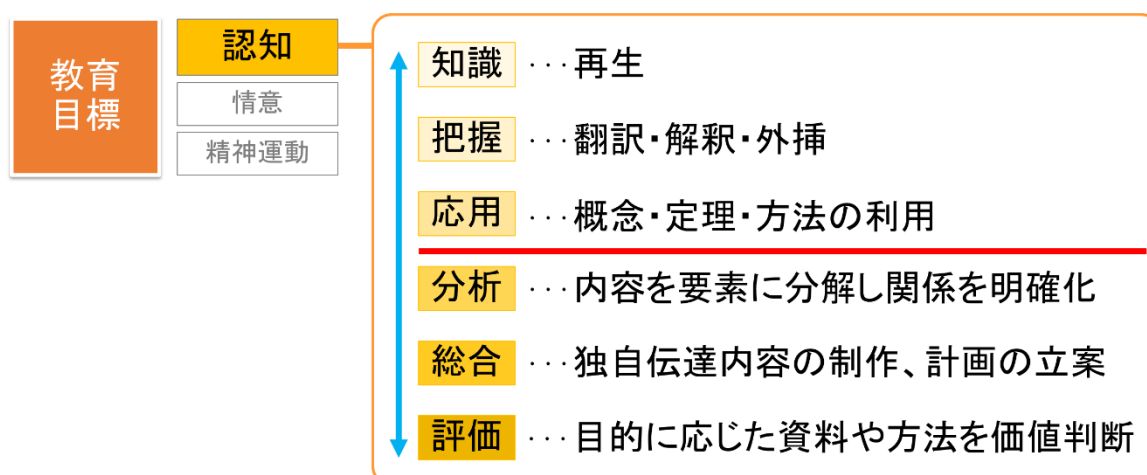 教育
目標
認知
情意
精神運動
知識 ･･･再生
把握 ･･･翻訳・解釈・外挿
応用 ･･･概念・定理・方法の利用
分析 ･･･内容を要素に分解し関係を明確化
総合 ･･･独自伝達内容の制作、計画の立案
評価 ･･･目的に応じた資料や方法を価値判断